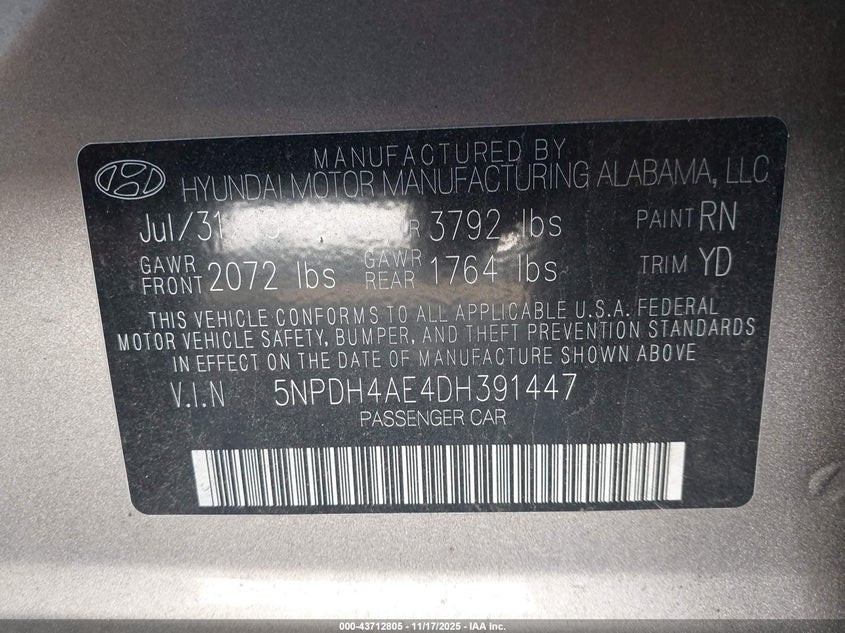 MANUFACTURED BY
HYUNDAI MOTOR MANUFACTURING ALABAMA, LLC
Jul/31 3792 lbs PAINT RN
GAWR FRONT 2072 lbs GAWR REAR 1764 lbs TRIM YD
THIS VEHICLE CONFORMS TO ALL APPLICABLE U.S.A. FEDERAL
MOTOR VEHICLE SAFETY, BUMPER, AND THEFT PREVENTION STANDARDS
IN EFFECT ON THE DATE OF MANUFACTURE SHOWN ABOVE
V.I.N 5NPDH4AE4DH391447
PASSENGER CAR
000-43712805 - 11/17/2025 - IAA Inc.